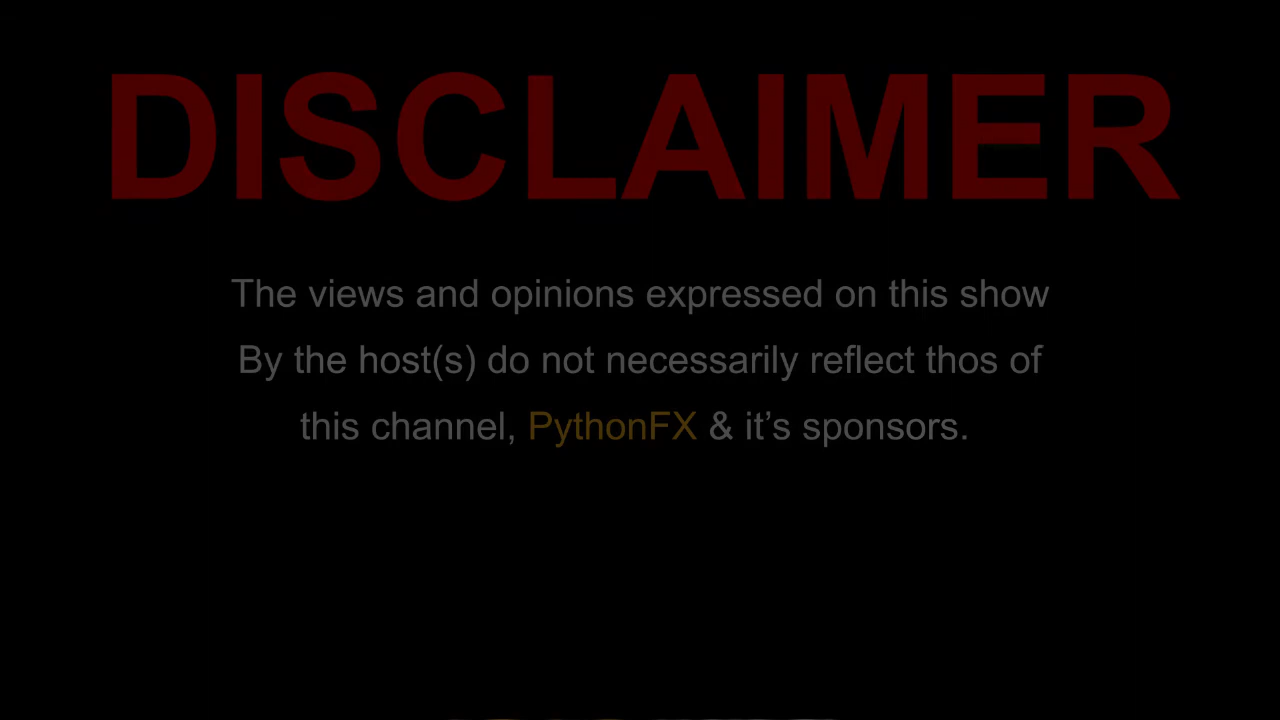 DISCLAIMER
The views and opinions expressed on this show
By the host(s) do not necessarily reflect thos of
this channel, PythonFX & it’s sponsors.